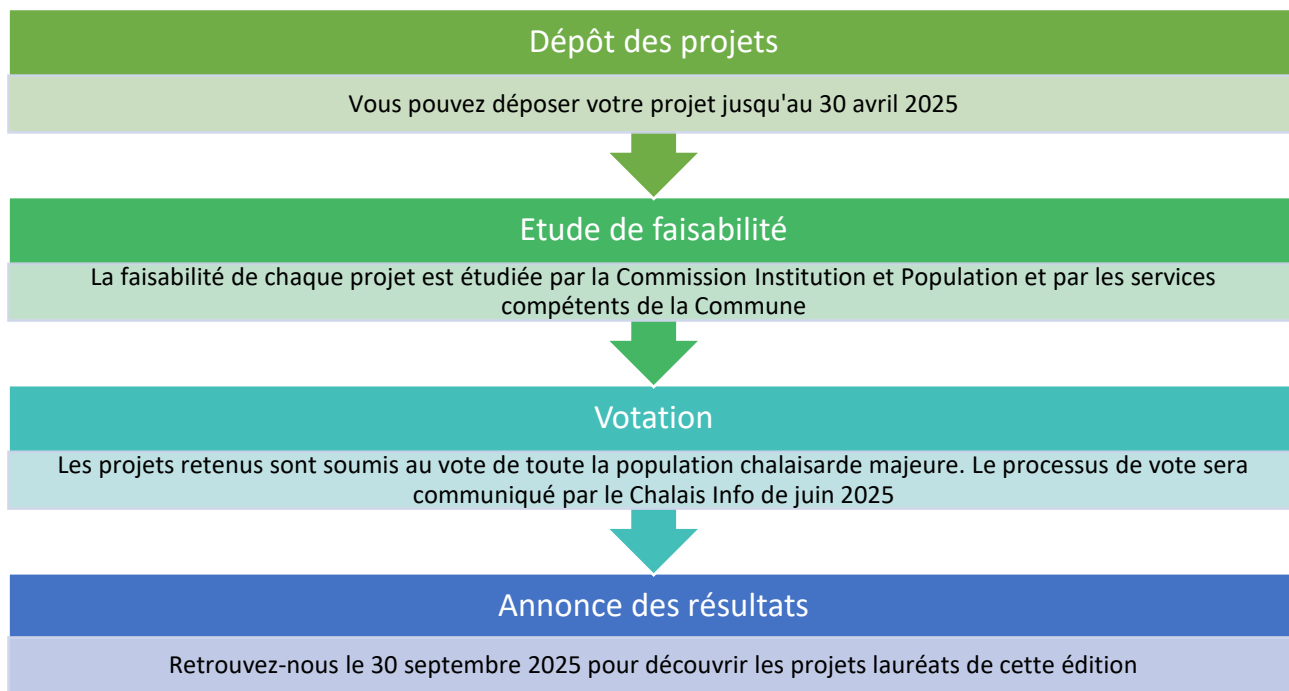 Dépôt des projets
Vous pouvez déposer votre projet jusqu'au 30 avril 2025
Etude de faisabilité
La faisabilité de chaque projet est étudiée par la Commission Institution et Population et par les services
compétents de la Commune
Votation
Les projets retenus sont soumis au vote de toute la population chalaisarde majeure. Le processus de vote sera
communiqué par le Chalais Info de juin 2025
Annonce des résultats
Retrouvez-nous le 30 septembre 2025 pour découvrir les projets lauréats de cette édition